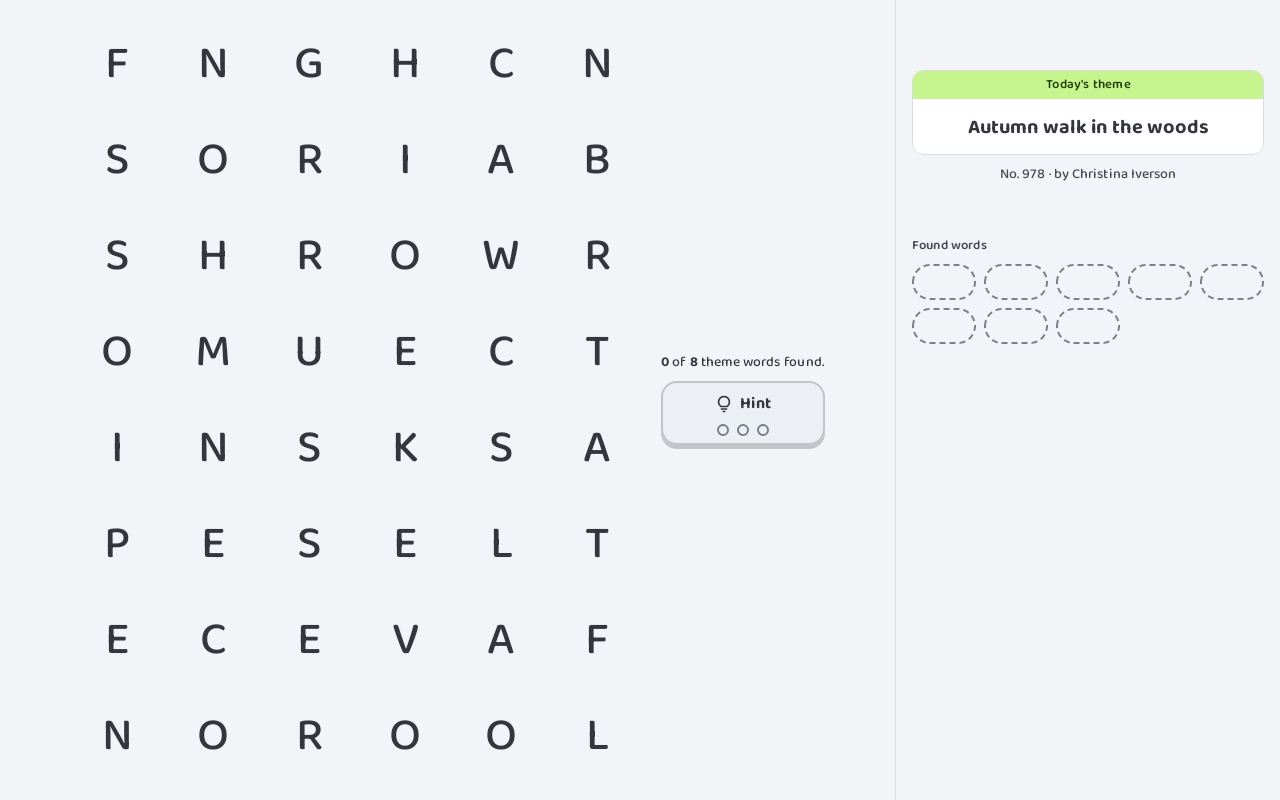 F N G H C N
S O R I A B
S H R O W R
O M U E C T
I N S K S A
P E S E L T
E C E V A F
N O R O O L
0 of 8 theme words found.
Hint
Today's theme
Autumn walk in the woods
No. 978 · by Christina Iverson
Found words